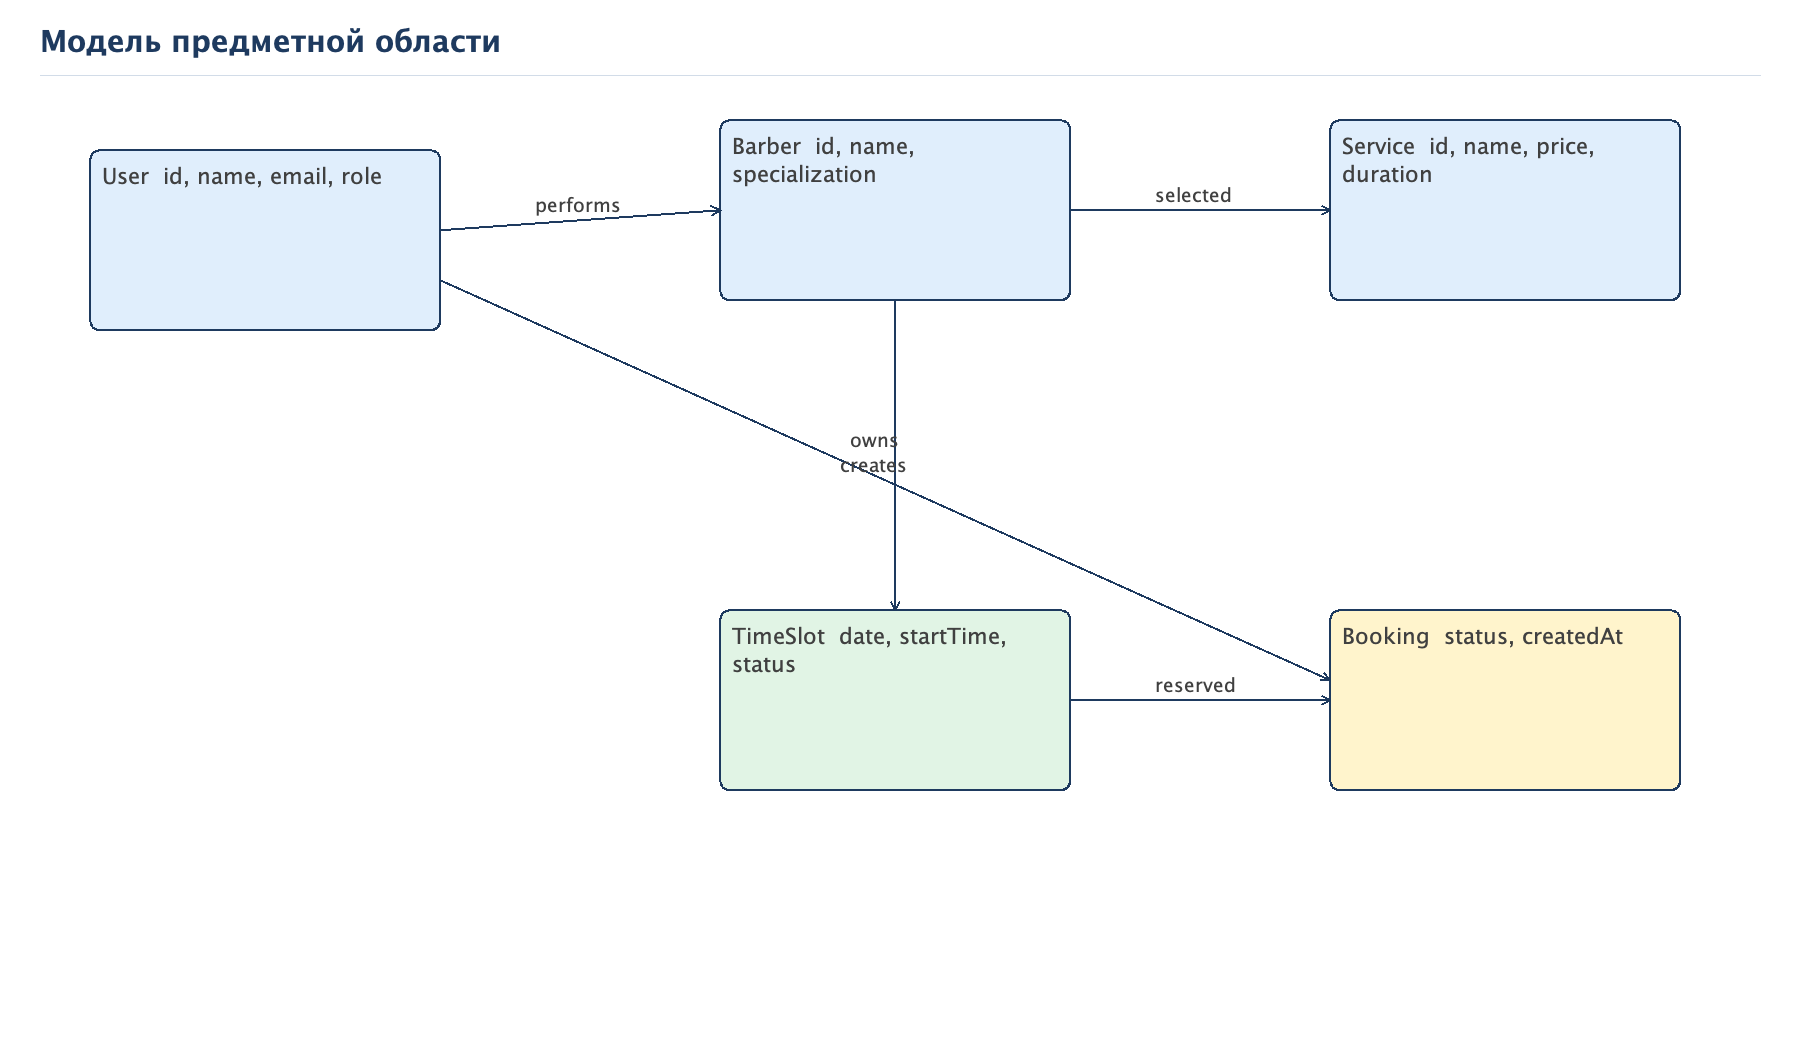 Модель предметной области
User  id, name, email, role
performs
Barber  id, name,
specialization
selected
Service  id, name, price,
duration
owns
creates
TimeSlot  date, startTime,
status
reserved
Booking  status, createdAt